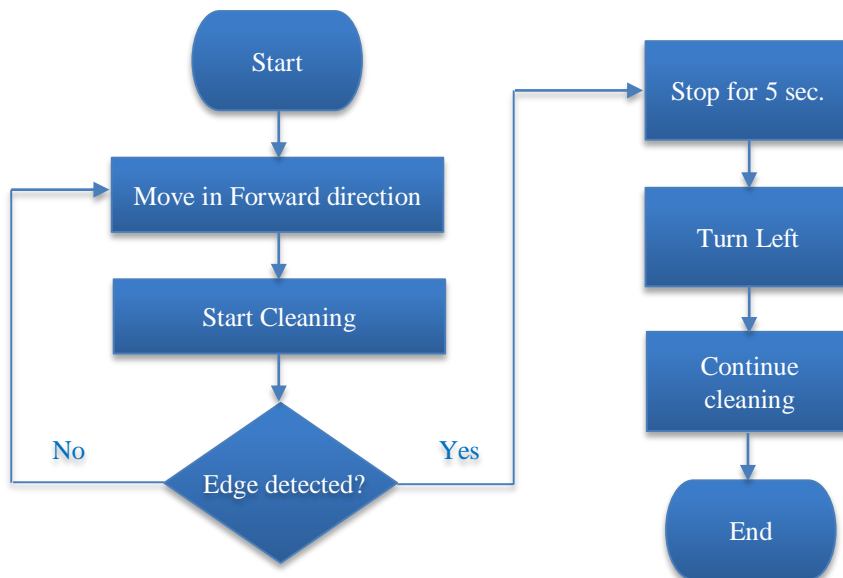 Start
Move in Forward direction
Start Cleaning
Edge detected?
No
Yes
Stop for 5 sec.
Turn Left
Continue
cleaning
End